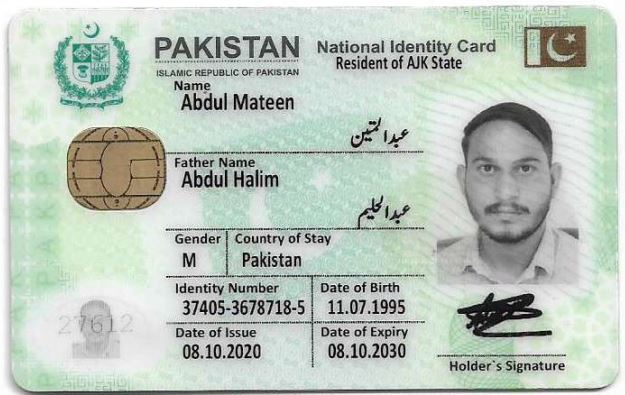 PAKISTAN National Identity Card
ISLAMIC REPUBLIC OF PAKISTAN Resident of AJK State
Name
Abdul Mateen
عبدالمتین
Father Name
Abdul Halim
عبدالحلیم
Gender Country of Stay
M Pakistan
Identity Number Date of Birth
37405-3678718-5 11.07.1995
Date of Issue Date of Expiry
08.10.2020 08.10.2030
27612
Holder`s Signature